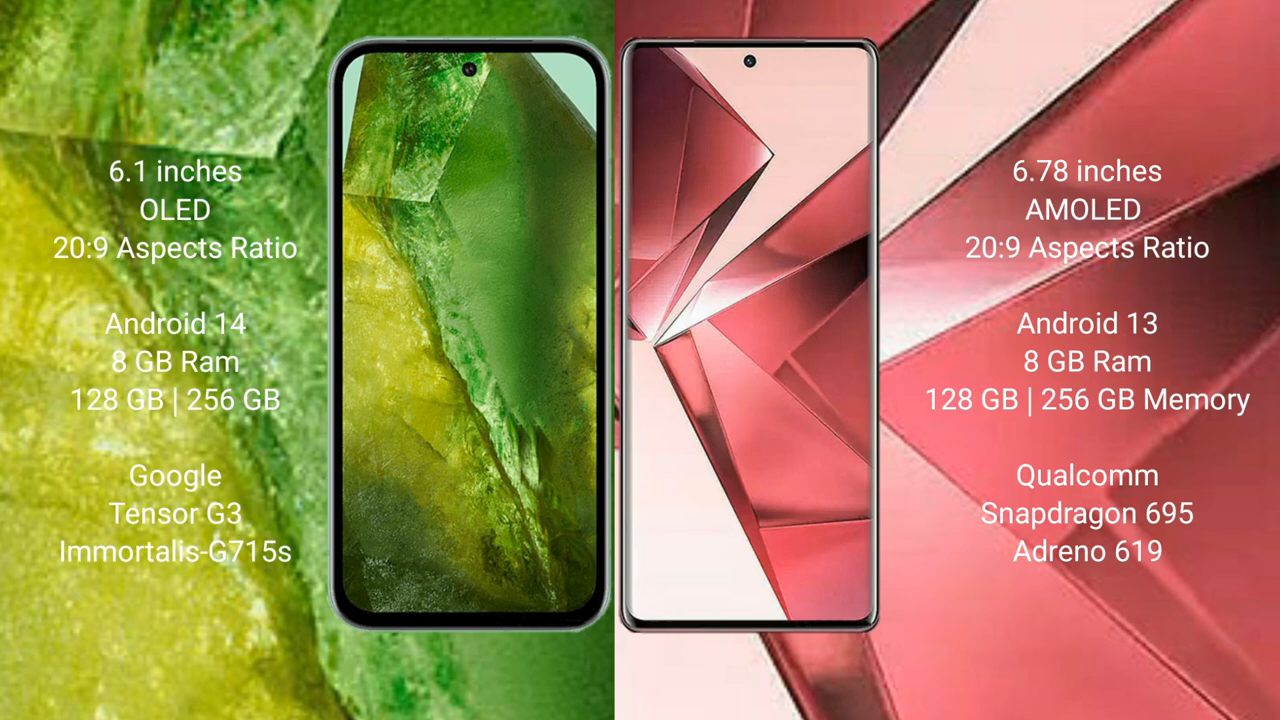 6.1 inches
OLED
20:9 Aspects Ratio
Android 14
8 GB Ram
128 GB | 256 GB
Google
Tensor G3
Immortalis-G715s
6.78 inches
AMOLED
20:9 Aspects Ratio
Android 13
8 GB Ram
128 GB | 256 GB Memory
Qualcomm
Snapdragon 695
Adreno 619